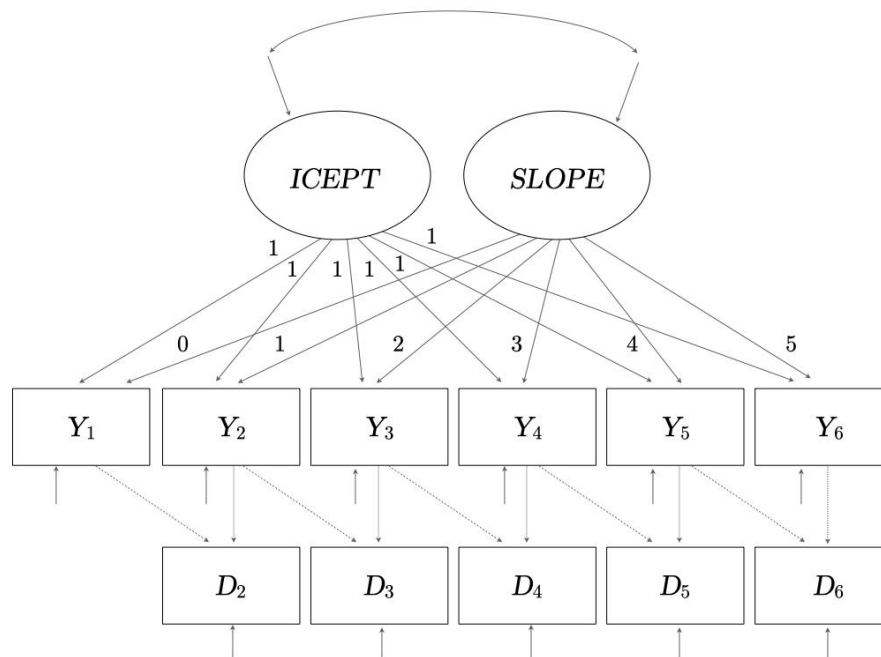 ICEPT SLOPE
1 1 1 1 1 1
0 1 2 3 4 5
Y₁ Y₂ Y₃ Y₄ Y₅ Y₆
D₂ D₃ D₄ D₅ D₆